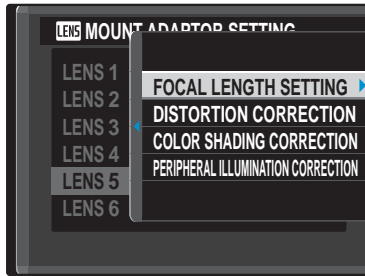 LENS MOUNT ADAPTOR SETTING
LENS 1
LENS 2
LENS 3
LENS 4
LENS 5
LENS 6
FOCAL LENGTH SETTING
DISTORTION CORRECTION
COLOR SHADING CORRECTION
PERIPHERAL ILLUMINATION CORRECTION